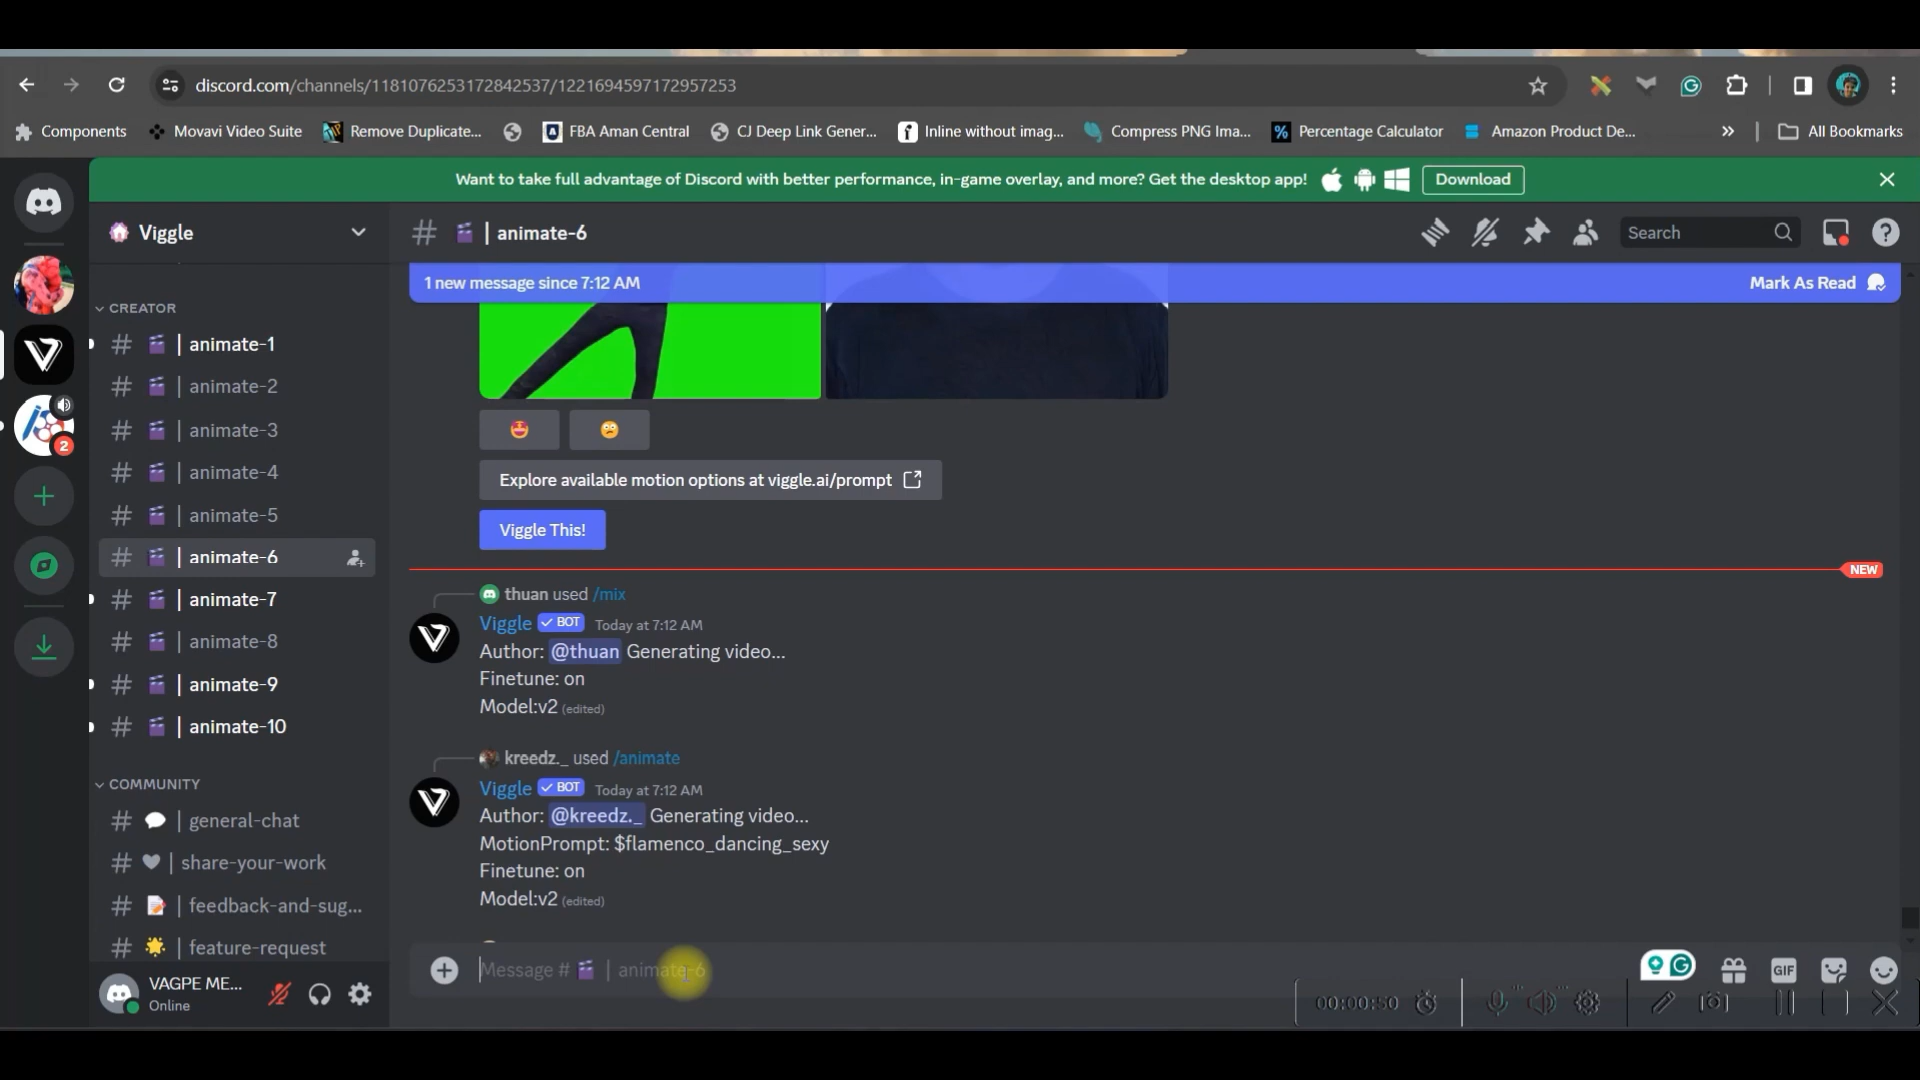 discord.com/channels/1181076253172842537/1221694597172957253
Components Movavi Video Suite Remove Duplicate... FBA Aman Central CJ Deep Link Gener... Inline without imag... Compress PNG Ima... Percentage Calculator Amazon Product De... » All Bookmarks
Want to take full advantage of Discord with better performance, in-game overlay, and more? Get the desktop app! Download
Viggle
# | animate-6
Search
1 new message since 7:12 AM Mark As Read
CREATOR
# | animate-1
# | animate-2
# | animate-3
# | animate-4
# | animate-5
# | animate-6
# | animate-7
# | animate-8
# | animate-9
# | animate-10
COMMUNITY
# | general-chat
# | share-your-work
# | feedback-and-sug...
# | feature-request
2
VAGPE ME...
Online
Explore available motion options at viggle.ai/prompt
Viggle This!
NEW
thuan used /mix
Viggle ✓ BOT Today at 7:12 AM
Author: @thuan Generating video...
Finetune: on
Model:v2 (edited)
kreedz._ used /animate
Viggle ✓ BOT Today at 7:12 AM
Author: @kreedz._ Generating video...
MotionPrompt: $flamenco_dancing_sexy
Finetune: on
Model:v2 (edited)
Message # | animate-6
GIF
00:00:50